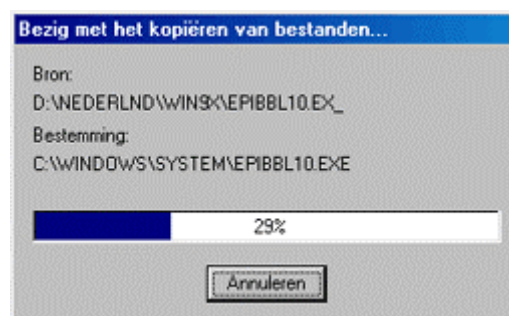 Bezig met het kopiëren van bestanden...
Bron:
D:\NEDERLND\WIN9X\EPIBBL10.EX_
Bestemming:
C:\WINDOWS\SYSTEM\EPIBBL10.EXE
29%
Annuleren